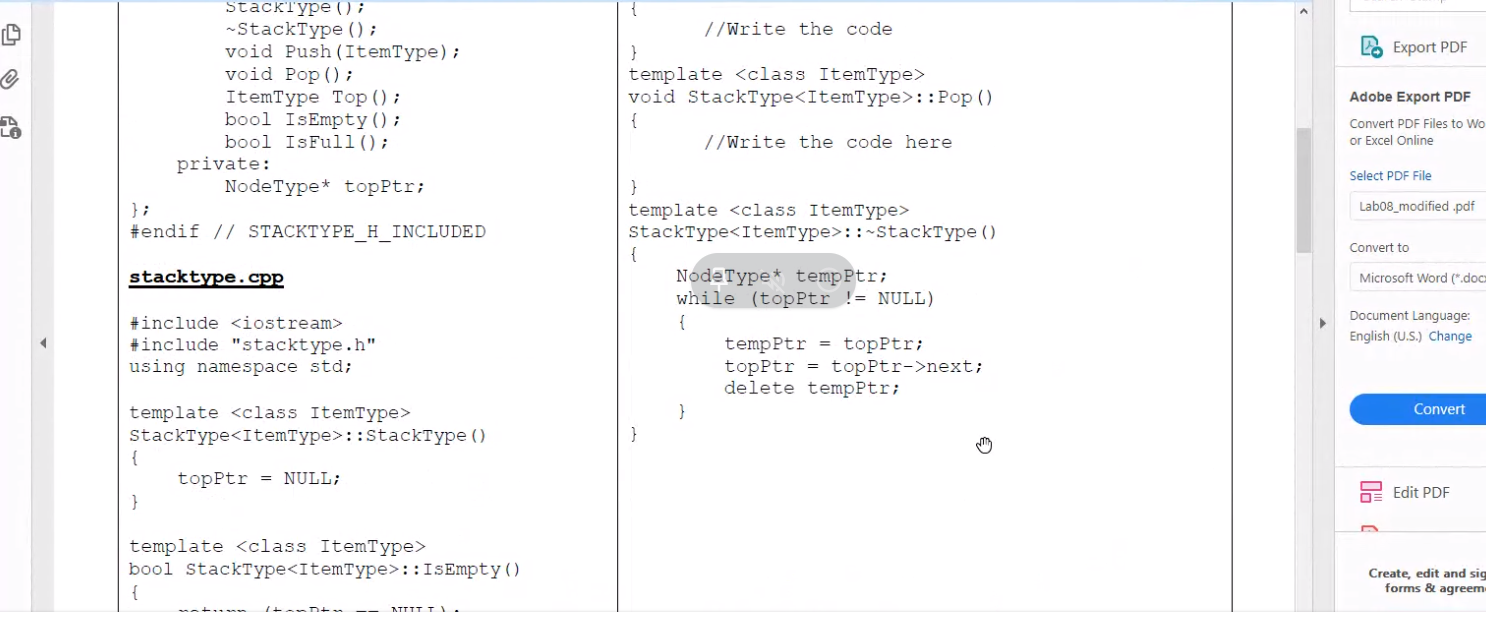 StackType();
~StackType();
void Push(ItemType);
void Pop();
ItemType Top();
bool IsEmpty();
bool IsFull();
private:
NodeType* topPtr;
};
#endif // STACKTYPE_H_INCLUDED
stacktype.cpp
#include <iostream>
#include "stacktype.h"
using namespace std;
template <class ItemType>
StackType<ItemType>::StackType()
{
topPtr = NULL;
}
template <class ItemType>
bool StackType<ItemType>::IsEmpty()
{
return (topPtr == NULL);
{
//Write the code
}
template <class ItemType>
void StackType<ItemType>::Pop()
{
//Write the code here
}
template <class ItemType>
StackType<ItemType>::~StackType()
{
NodeType* tempPtr;
while (topPtr != NULL)
{
tempPtr = topPtr;
topPtr = topPtr->next;
delete tempPtr;
}
}
Export PDF
Adobe Export PDF
Convert PDF Files to Wo
or Excel Online
Select PDF File
Lab08_modified .pdf
Convert to
Microsoft Word (*.docx
Document Language:
English (U.S.) Change
Convert
Edit PDF
Create, edit and sig
forms & agreeme